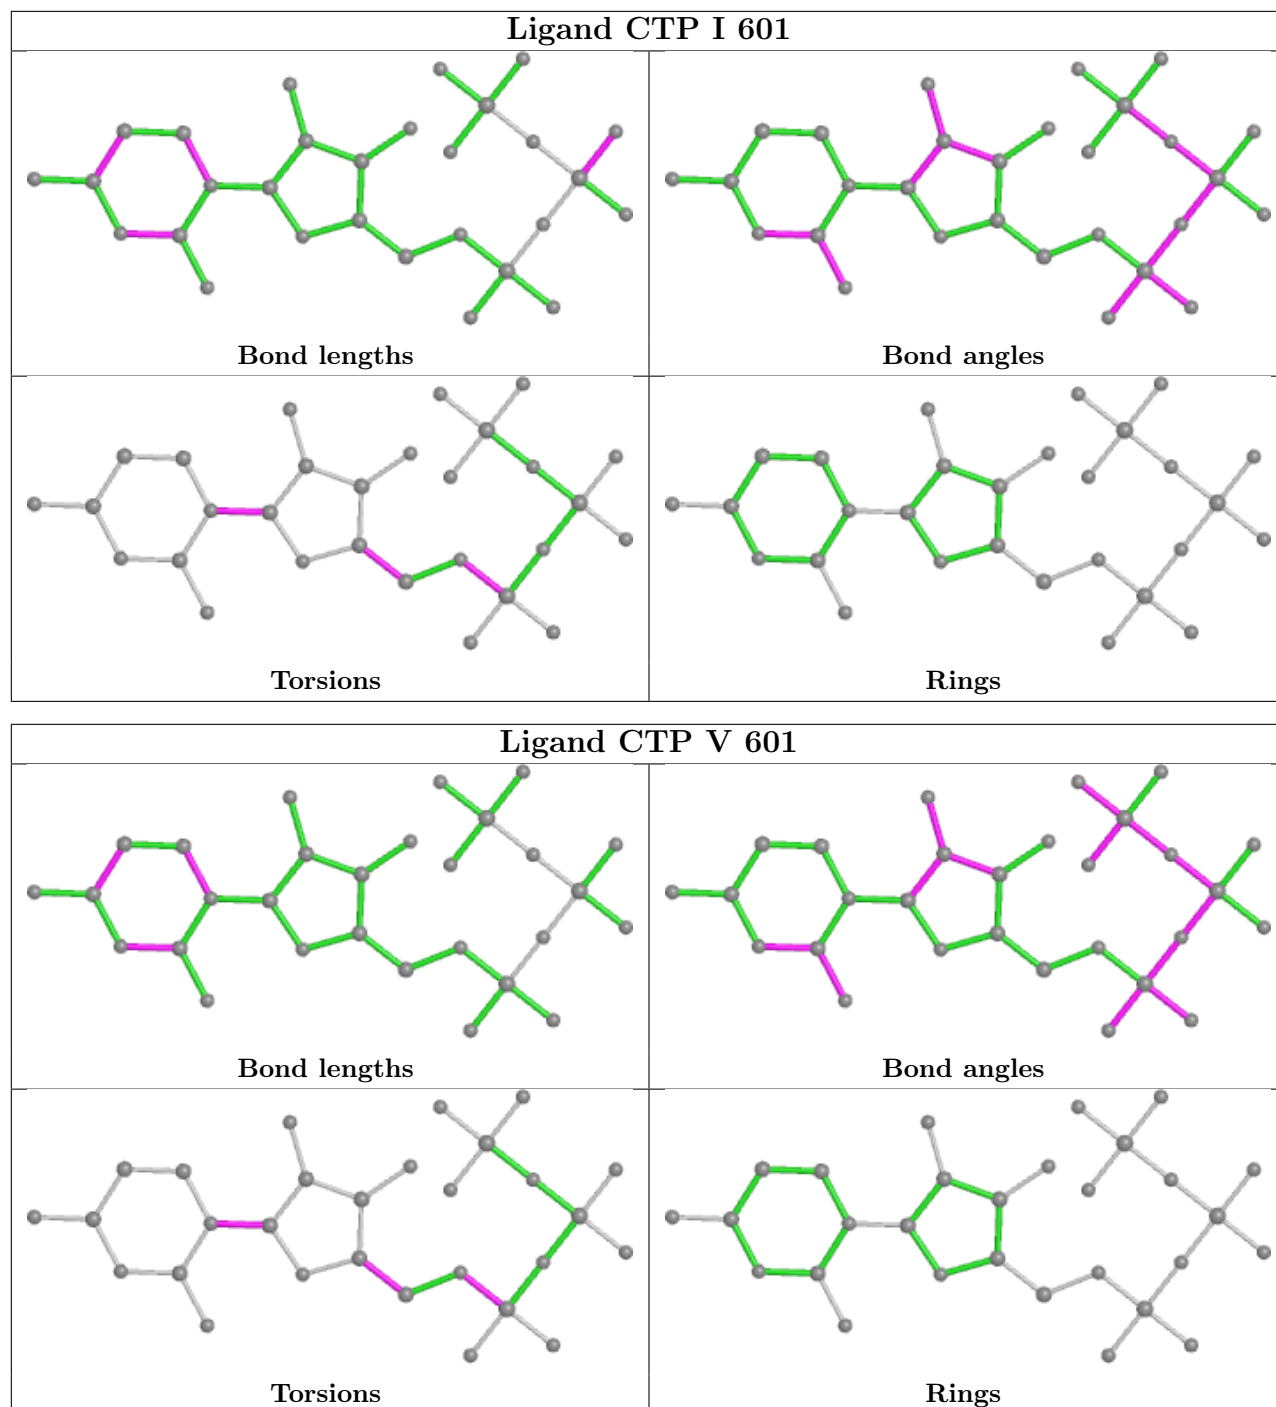 Ligand CTP I 601
Bond lengths
Bond angles
Torsions
Rings
Ligand CTP V 601
Bond lengths
Bond angles
Torsions
Rings